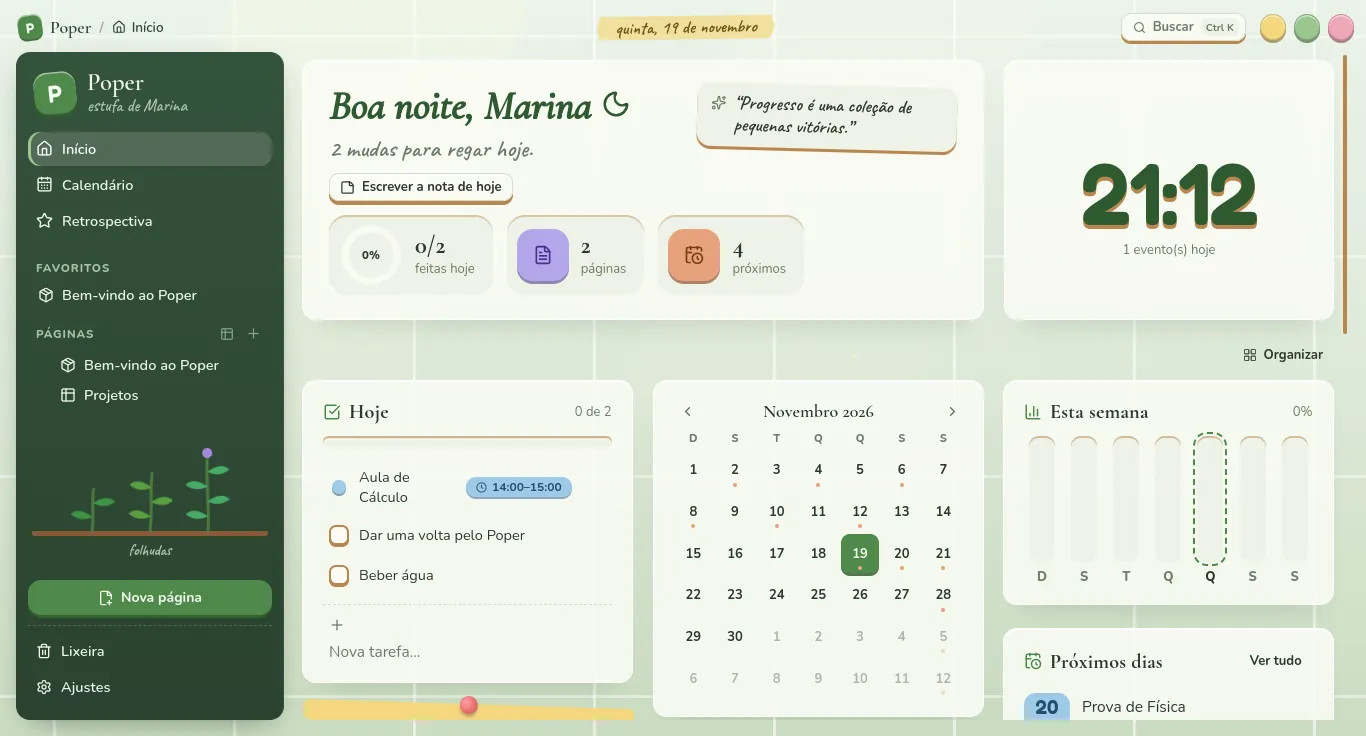 P Poper / Início
quinta, 19 de novembro
Buscar Ctrl K
P Poper
estufa de Marina
Início
Calendário
Retrospectiva
FAVORITOS
Bem-vindo ao Poper
PÁGINAS
Bem-vindo ao Poper
Projetos
folhudas
Nova página
Lixeira
Ajustes
Boa noite, Marina
2 mudas para regar hoje.
Escrever a nota de hoje
“Progresso é uma coleção de
pequenas vitórias.”
0% 0/2
feitas hoje
2
páginas
4
próximos
21:12
1 evento(s) hoje
Organizar
Hoje 0 de 2
Aula de
Cálculo
14:00–15:00
Dar uma volta pelo Poper
Beber água
Nova tarefa...
Novembro 2026
D S T Q Q S S
1 2 3 4 5 6 7
8 9 10 11 12 13 14
15 16 17 18 19 20 21
22 23 24 25 26 27 28
29 30 1 2 3 4 5
6 7 8 9 10 11 12
Esta semana 0%
D S T Q Q S S
Próximos dias Ver tudo
20 Prova de Física